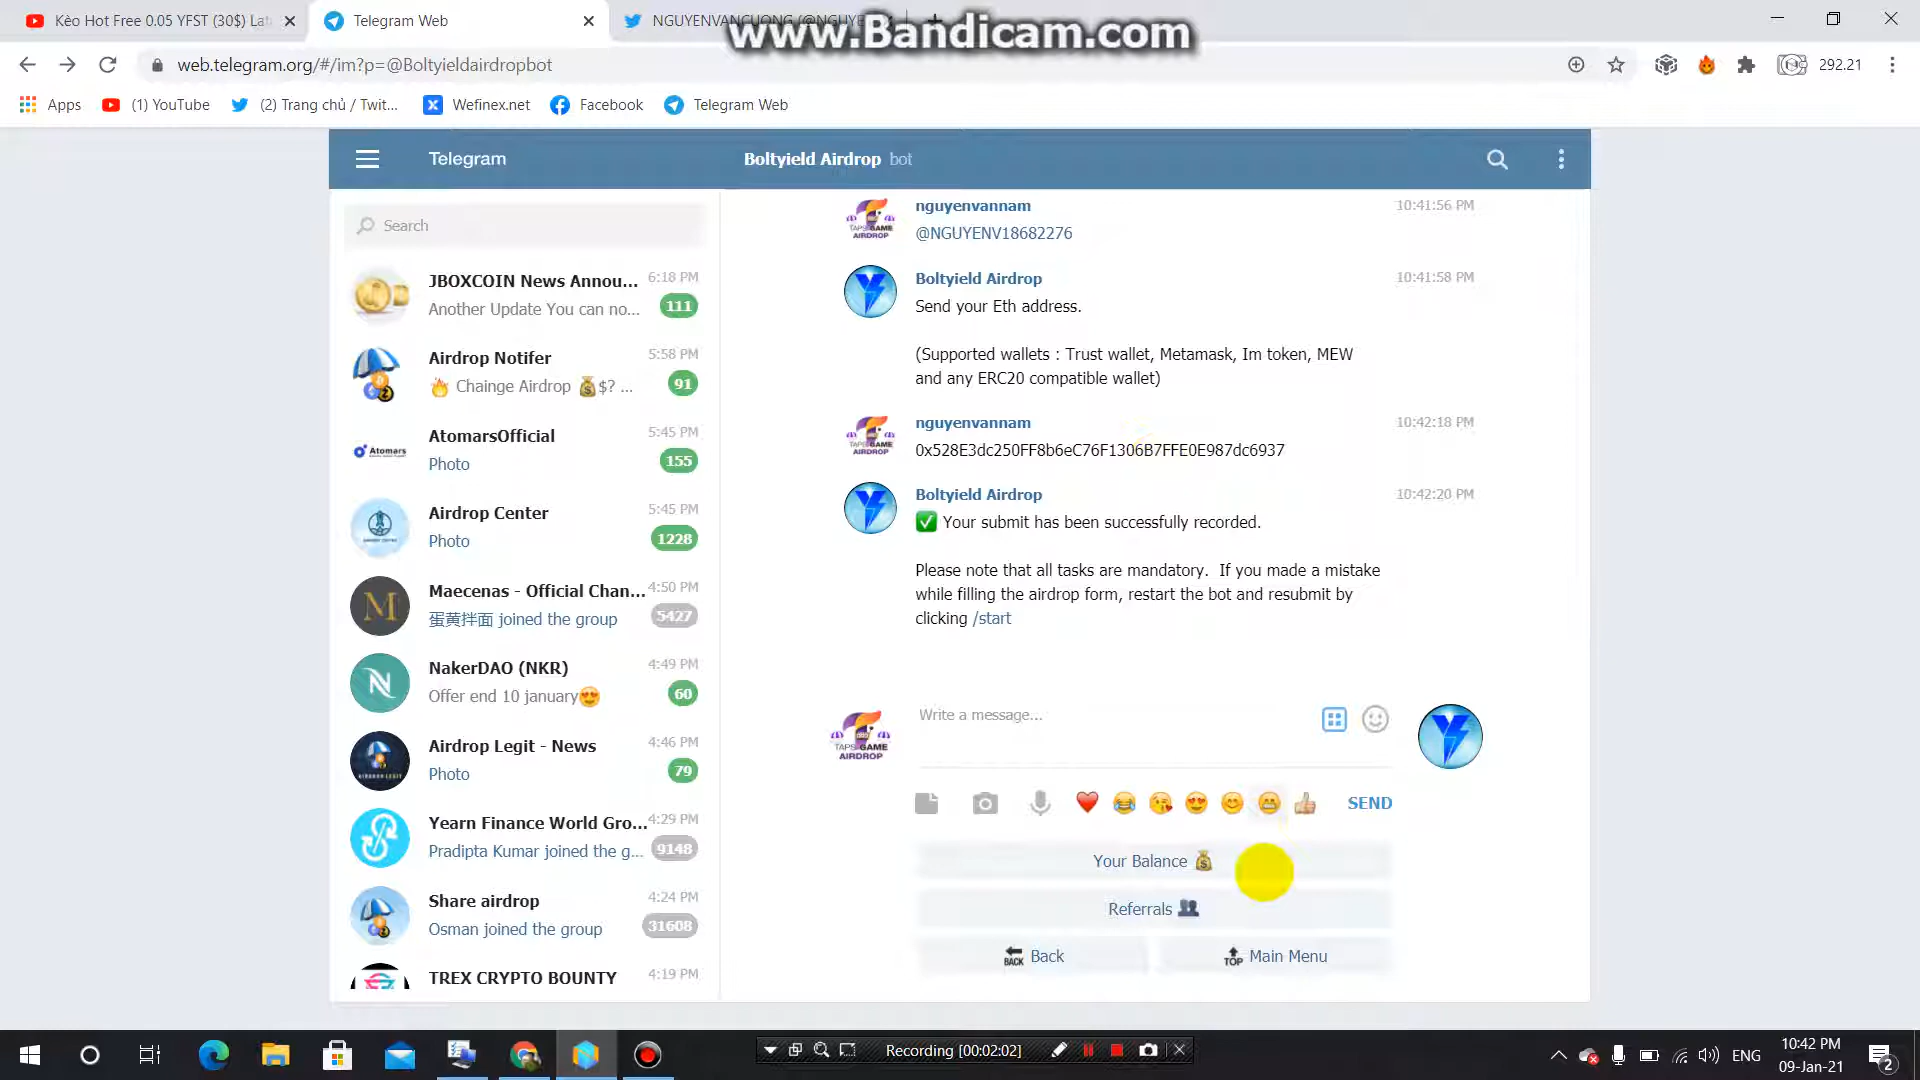 Kèo Hot Free 0.05 YFST (30$) Lat
Telegram Web
NGUYENVANCUONG (@NGUYE
www.Bandicam.com
web.telegram.org/#/im?p=@Boltyieldairdropbot
292.21
Apps
(1) YouTube
(2) Trang chủ / Twit...
Wefinex.net
Facebook
Telegram Web
Telegram
Boltyield Airdrop bot
Search
JBOXCOIN News Annou... 6:18 PM
Another Update You can no... 111
Airdrop Notifer 5:58 PM
🔥 Chainge Airdrop 💰$? ... 91
AtomarsOfficial 5:45 PM
Photo 155
Airdrop Center 5:45 PM
Photo 1228
Maecenas - Official Chan... 4:50 PM
蛋黄拌面 joined the group 5427
NakerDAO (NKR) 4:49 PM
Offer end 10 january😍 60
Airdrop Legit - News 4:46 PM
Photo 79
Yearn Finance World Gro... 4:29 PM
Pradipta Kumar joined the g... 9148
Share airdrop 4:24 PM
Osman joined the group 31608
TREX CRYPTO BOUNTY 4:19 PM
nguyenvannam 10:41:56 PM
@NGUYENV18682276
Boltyield Airdrop 10:41:58 PM
Send your Eth address.
(Supported wallets : Trust wallet, Metamask, Im token, MEW
and any ERC20 compatible wallet)
nguyenvannam 10:42:18 PM
0x528E3dc250FF8b6eC76F1306B7FFE0E987dc6937
Boltyield Airdrop 10:42:20 PM
✅ Your submit has been successfully recorded.
Please note that all tasks are mandatory. If you made a mistake
while filling the airdrop form, restart the bot and resubmit by
clicking /start
Write a message...
TAPS GAME
AIRDROP
SEND
Your Balance 💰
Referrals 👥
BACK Back
TOP Main Menu
Recording [00:02:02]
ENG
10:42 PM
09-Jan-21
2